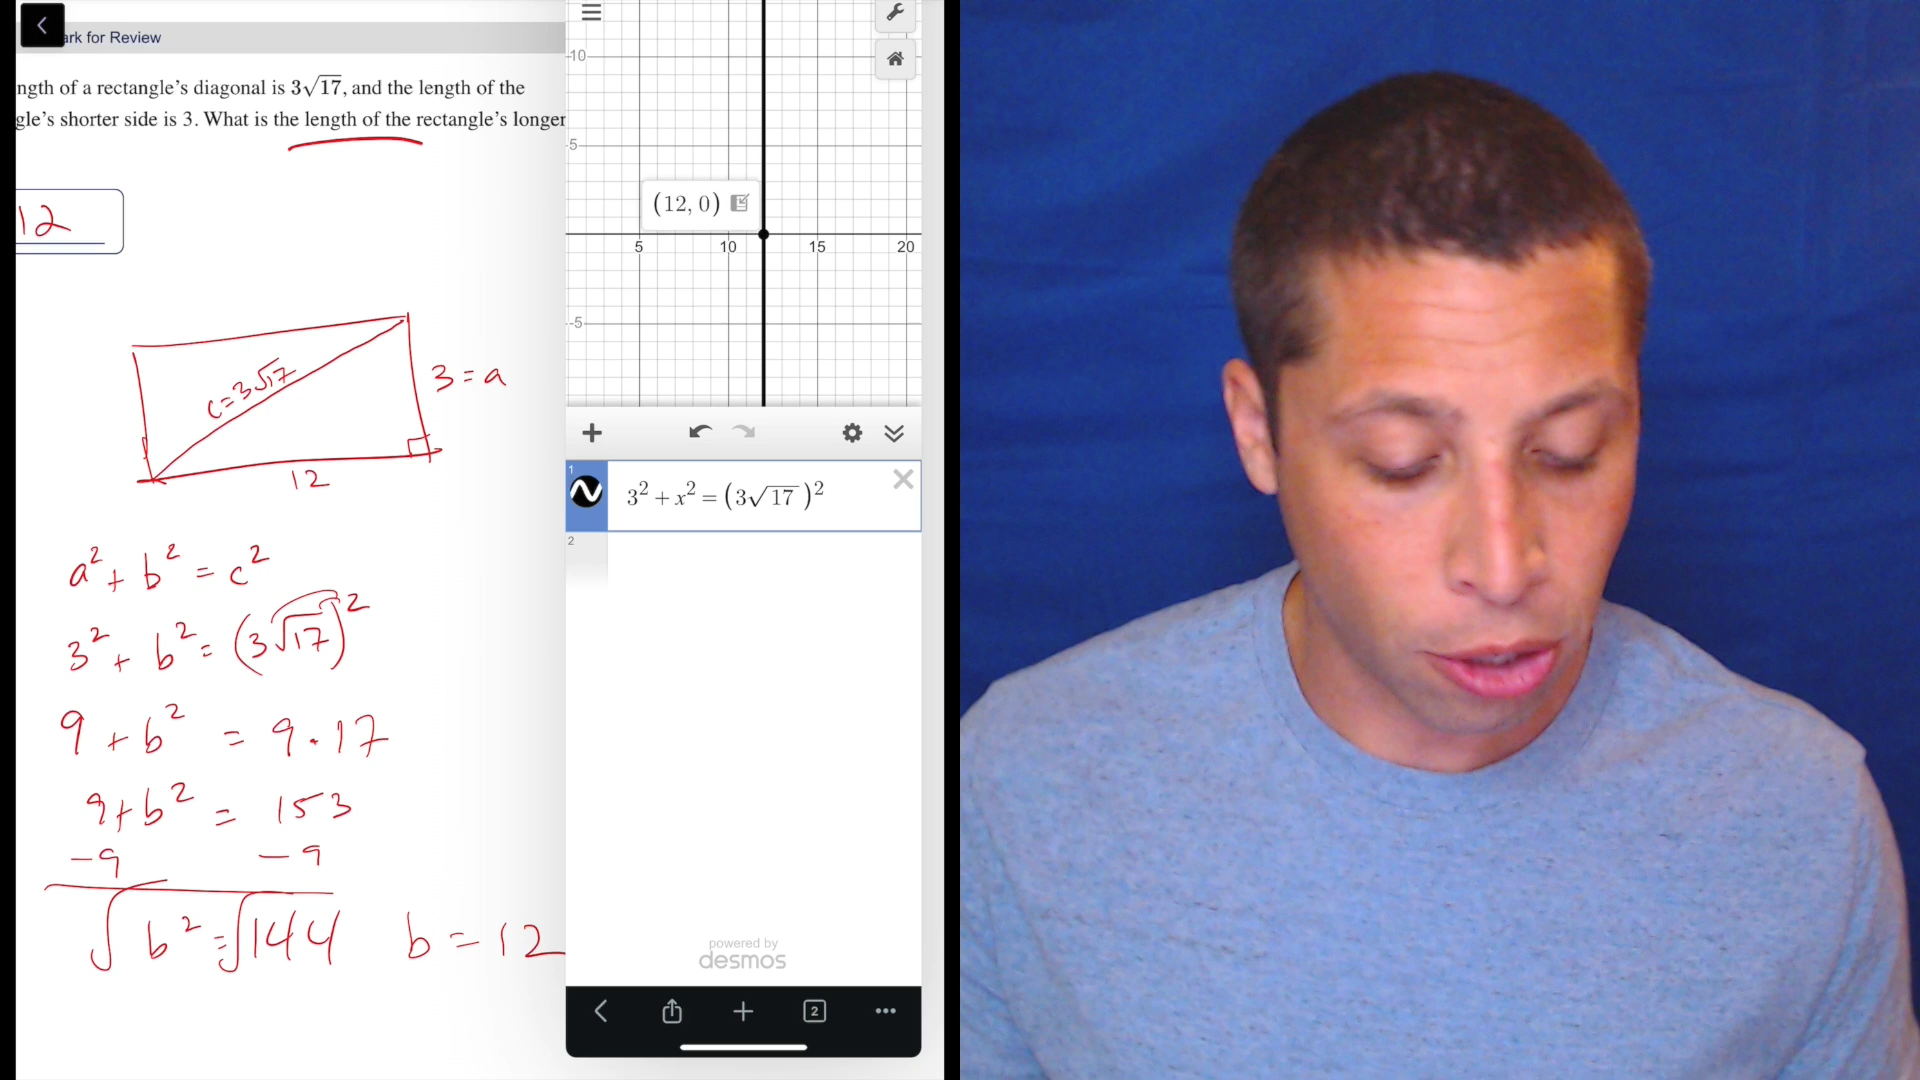 ark for Review
ngth of a rectangle's diagonal is 3√17, and the length of the
gle's shorter side is 3. What is the length of the rectangle's longer
12
c=3√17
3 = a
12
a² + b² = c²
3² + b² = (3√17)²
9 + b² = 9 · 17
9 + b² = 153
-9 -9
√b² = √144 b = 12
-10
-5
(12, 0)
5 10 15 20
-5
1
3² + x² = (3√17)²
2
powered by
desmos
2